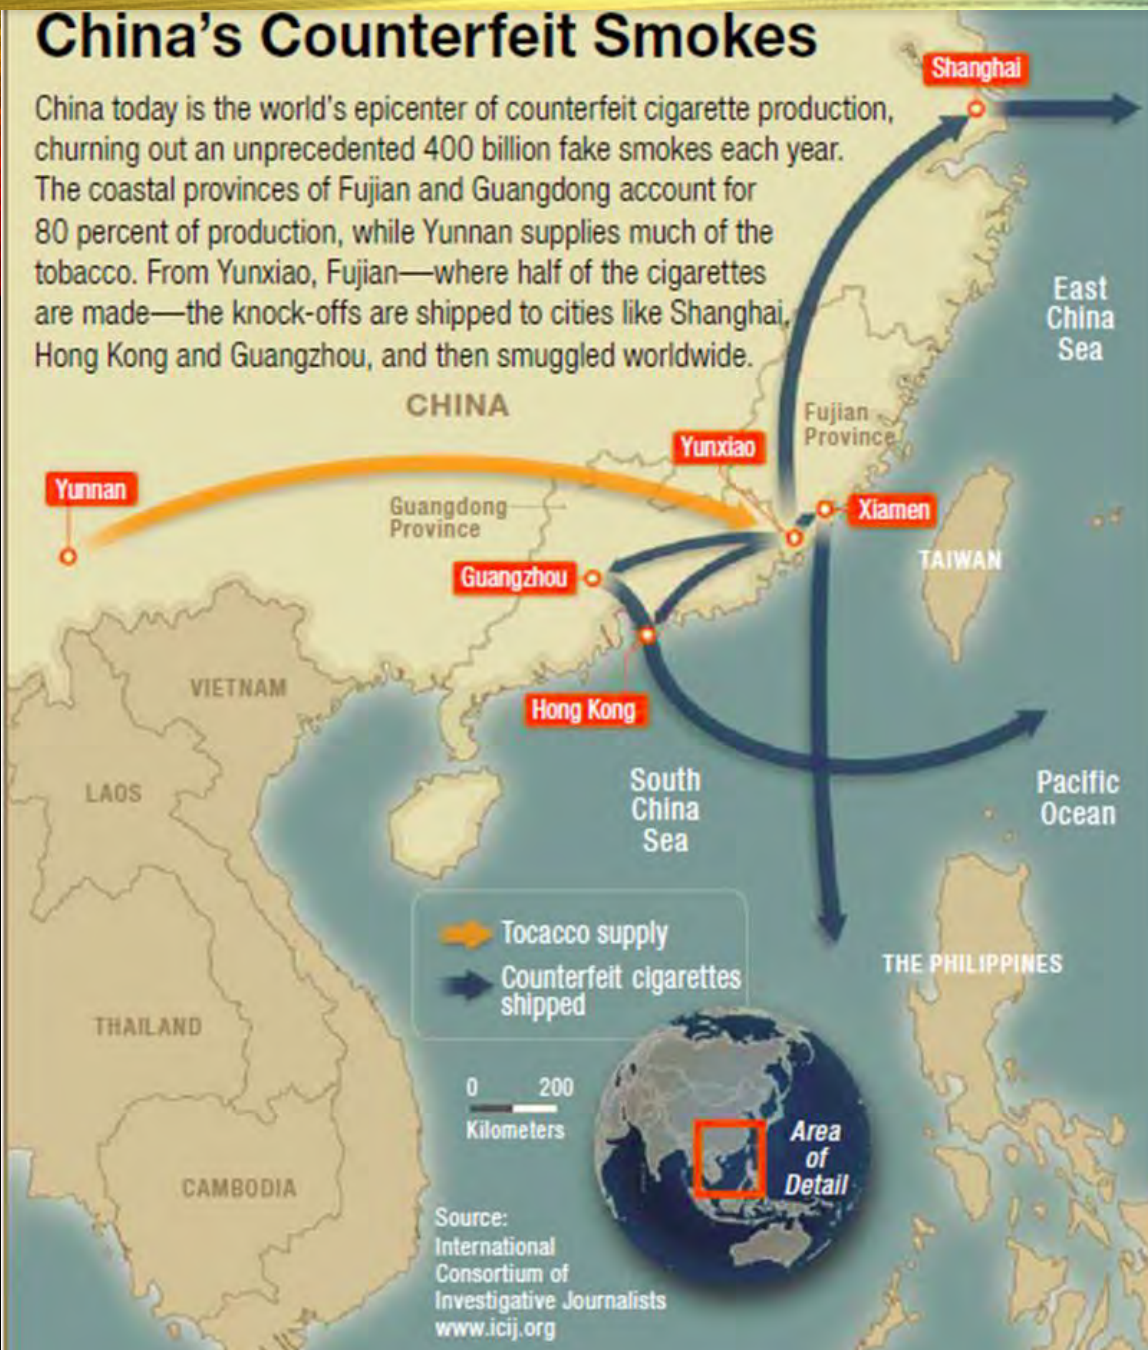 China's Counterfeit Smokes
China today is the world's epicenter of counterfeit cigarette production,
churning out an unprecedented 400 billion fake smokes each year.
The coastal provinces of Fujian and Guangdong account for
80 percent of production, while Yunnan supplies much of the
tobacco. From Yunxiao, Fujian—where half of the cigarettes
are made—the knock-offs are shipped to cities like Shanghai,
Hong Kong and Guangzhou, and then smuggled worldwide.
Shanghai
East
China
Sea
CHINA
Fujian
Province
Yunxiao
Yunnan
Guangdong
Province
Xiamen
TAIWAN
Guangzhou
VIETNAM
Hong Kong
LAOS
South
China
Sea
Pacific
Ocean
Tocacco supply
Counterfeit cigarettes
shipped
THE PHILIPPINES
THAILAND
0 200
Kilometers
Area
of
Detail
CAMBODIA
Source:
International
Consortium of
Investigative Journalists
www.icij.org